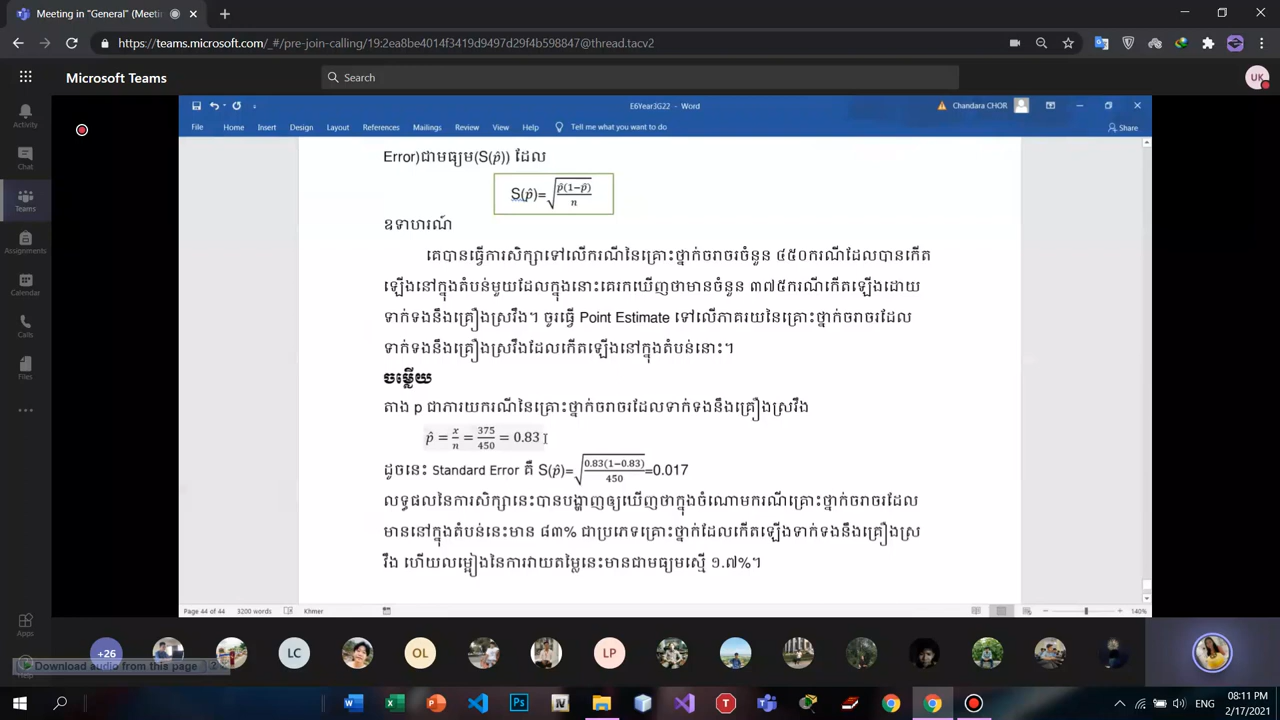 Meeting in "General" (Meeting)
https://teams.microsoft.com/_#/pre-join-calling/19:2ea8be4014f3419d9497d29f4b598847@thread.tacv2
Microsoft Teams
Search
UK
E6Year3G22 - Word
Chandara CHOR
File Home Insert Design Layout References Mailings Review View Help Tell me what you want to do
Share
Activity
Chat
Teams
Assignments
Calendar
Calls
Files
Apps
Help
Error)ជាមធ្យម(S(p̂)) ដែល
S(p̂)=√(p̂(1−p̂)/n)
ឧទាហរណ៍
គេបានធ្វើការសិក្សាទៅលើករណីនៃគ្រោះថ្នាក់ចរាចរចំនួន ៤៥០ករណីដែលបានកើត
ឡើងនៅក្នុងតំបន់មួយដែលក្នុងនោះគេរកឃើញថាមានចំនួន ៣៧៥ករណីកើតឡើងដោយ
ទាក់ទងនឹងគ្រឿងស្រវឹង។ ចូរធ្វើ Point Estimate ទៅលើភាគរយនៃគ្រោះថ្នាក់ចរាចរដែល
ទាក់ទងនឹងគ្រឿងស្រវឹងដែលកើតឡើងនៅក្នុងតំបន់នោះ។
ចម្លើយ
តាង p ជាភារយករណីនៃគ្រោះថ្នាក់ចរាចរដែលទាក់ទងនឹងគ្រឿងស្រវឹង
p̂ = x/n = 375/450 = 0.83
ដូចនេះ Standard Error គឺ S(p̂)=√(0.83(1−0.83)/450)=0.017
លទ្ធផលនៃការសិក្សានេះបានបង្ហាញឲ្យឃើញថាក្នុងចំណោមករណីគ្រោះថ្នាក់ចរាចរដែល
មាននៅក្នុងតំបន់នេះមាន ៨៣% ជាប្រភេទគ្រោះថ្នាក់ដែលកើតឡើងទាក់ទងនឹងគ្រឿងស្រ
វឹង ហើយលម្អៀងនៃការវាយតម្លៃនេះមានជាមធ្យមស្មើ ១.៧%។
Page 44 of 44 3200 words Khmer 140%
+26 LC OL LP
Download audio from this page
ENG
08:11 PM
2/17/2021